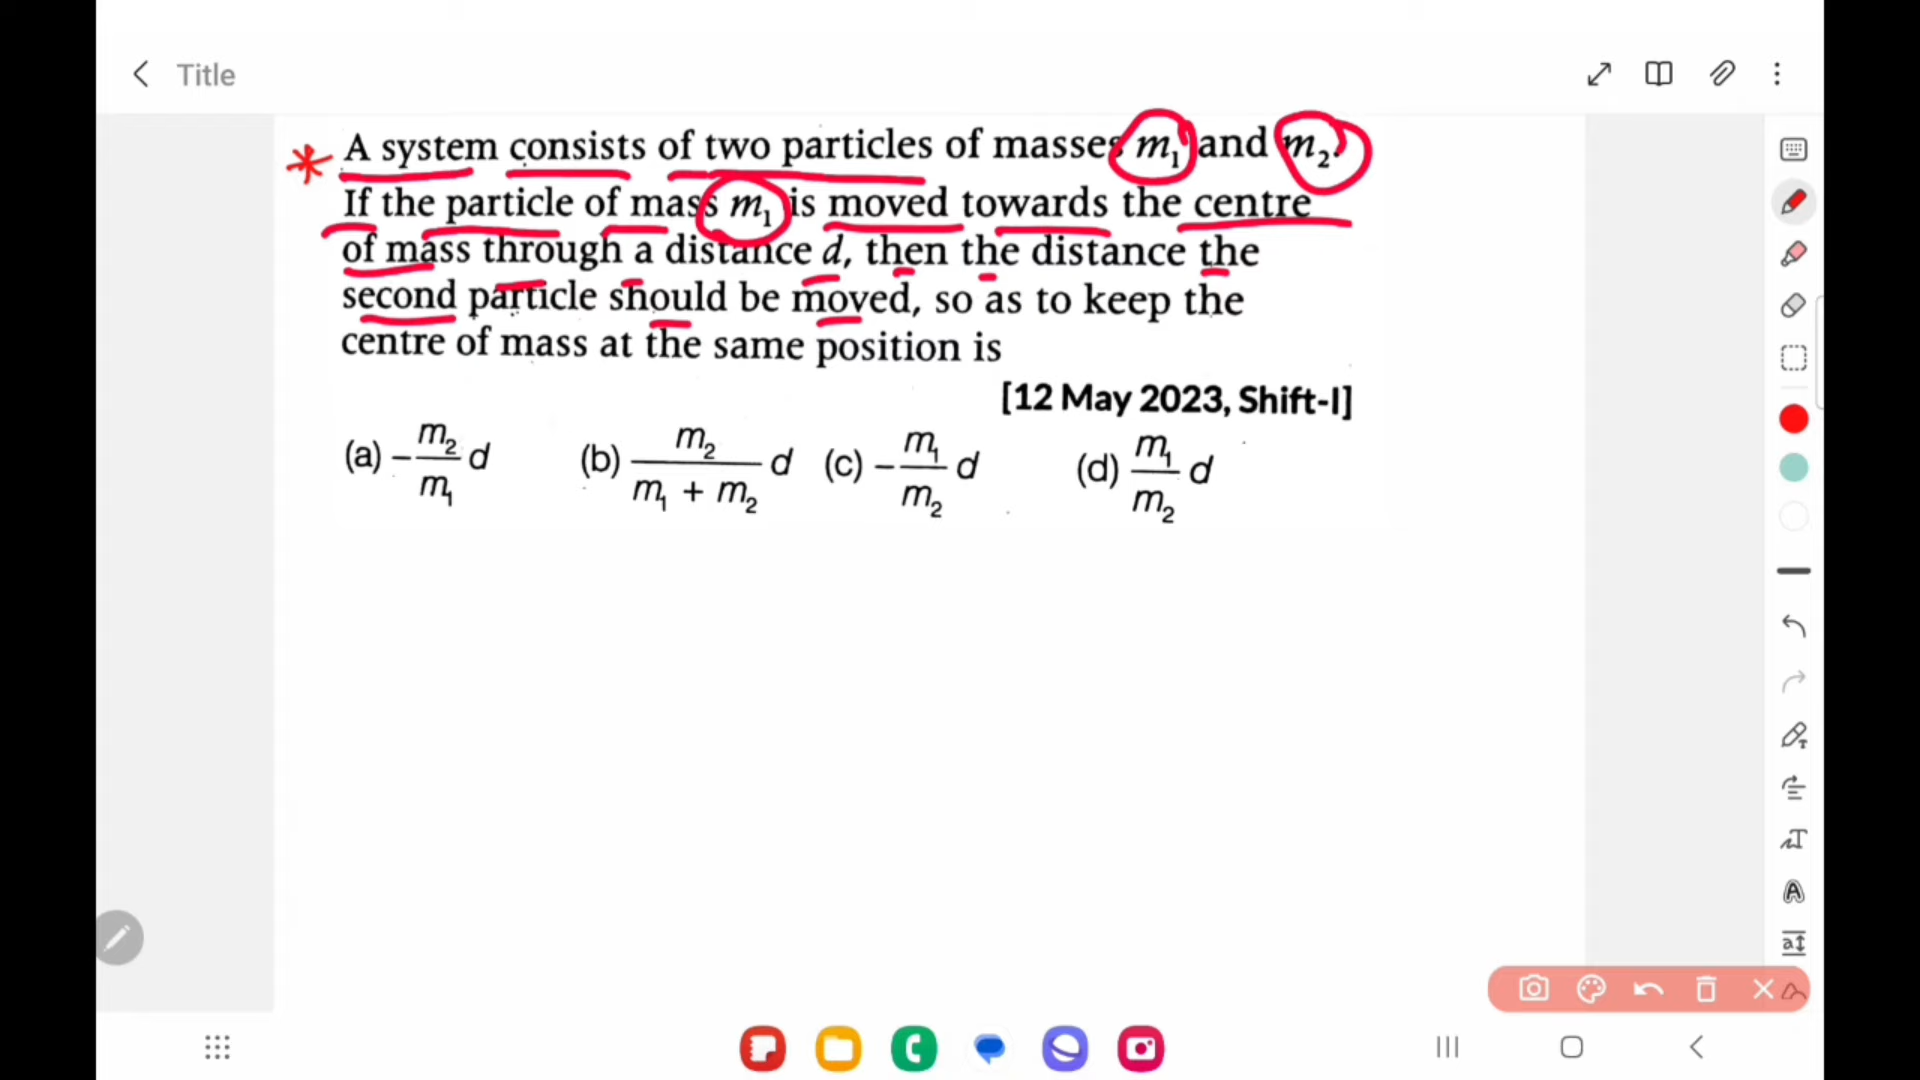 Title
A system consists of two particles of masses m₁ and m₂.
If the particle of mass m₁ is moved towards the centre
of mass through a distance d, then the distance the
second particle should be moved, so as to keep the
centre of mass at the same position is
[12 May 2023, Shift-I]
(a) -m₂/m₁ d (b) m₂/(m₁ + m₂) d (c) -m₁/m₂ d (d) m₁/m₂ d